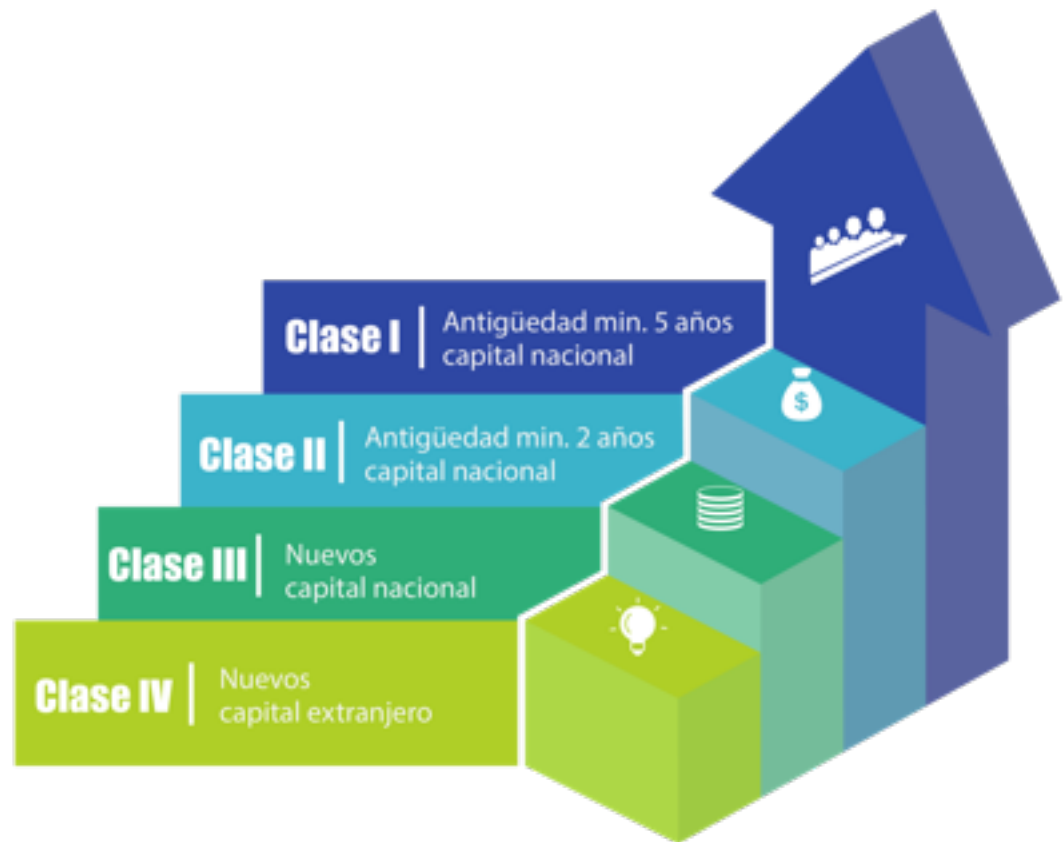 Clase I
Antigüedad min. 5 años
capital nacional
Clase II
Antigüedad min. 2 años
capital nacional
Clase III
Nuevos
capital nacional
Clase IV
Nuevos
capital extranjero
$